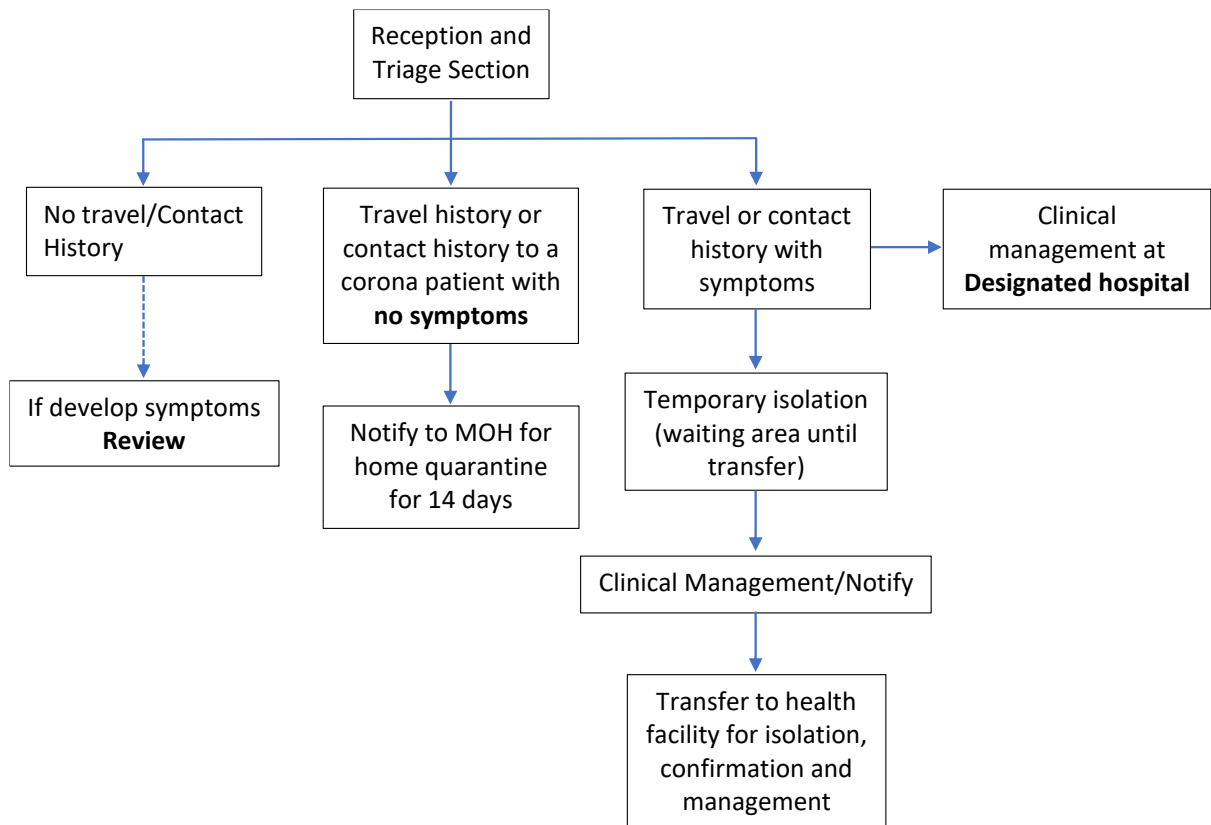 Reception and
Triage Section
No travel/Contact
History
Travel history or
contact history to a
corona patient with
no symptoms
Travel or contact
history with
symptoms
Clinical
management at
Designated hospital
If develop symptoms
Review
Notify to MOH for
home quarantine
for 14 days
Temporary isolation
(waiting area until
transfer)
Clinical Management/Notify
Transfer to health
facility for isolation,
confirmation and
management